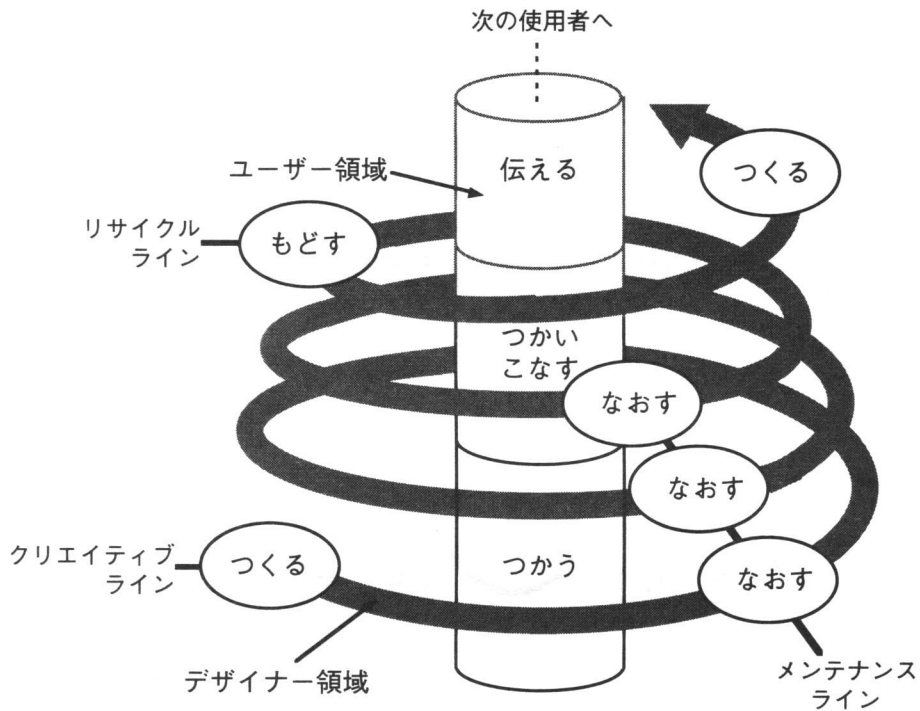 次の使用者へ
伝える
つくる
ユーザー領域
リサイクル
ライン
もどす
つかい
こなす
なおす
なおす
クリエイティブ
ライン
つくる
つかう
なおす
デザイナー領域
メンテナンス
ライン